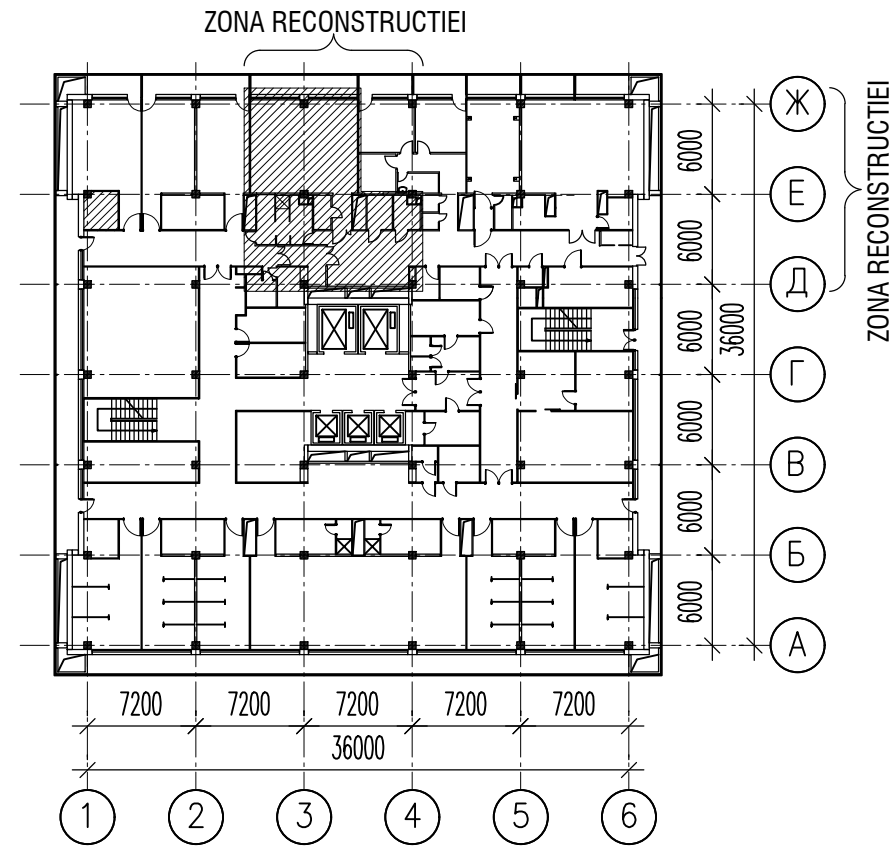 ZONA RECONSTRUCTIEI
ZONA RECONSTRUCTIEI
Ж
6000
Е
6000
Д
6000
36000
Г
6000
В
6000
Б
6000
А
7200 7200 7200 7200 7200
36000
1 2 3 4 5 6